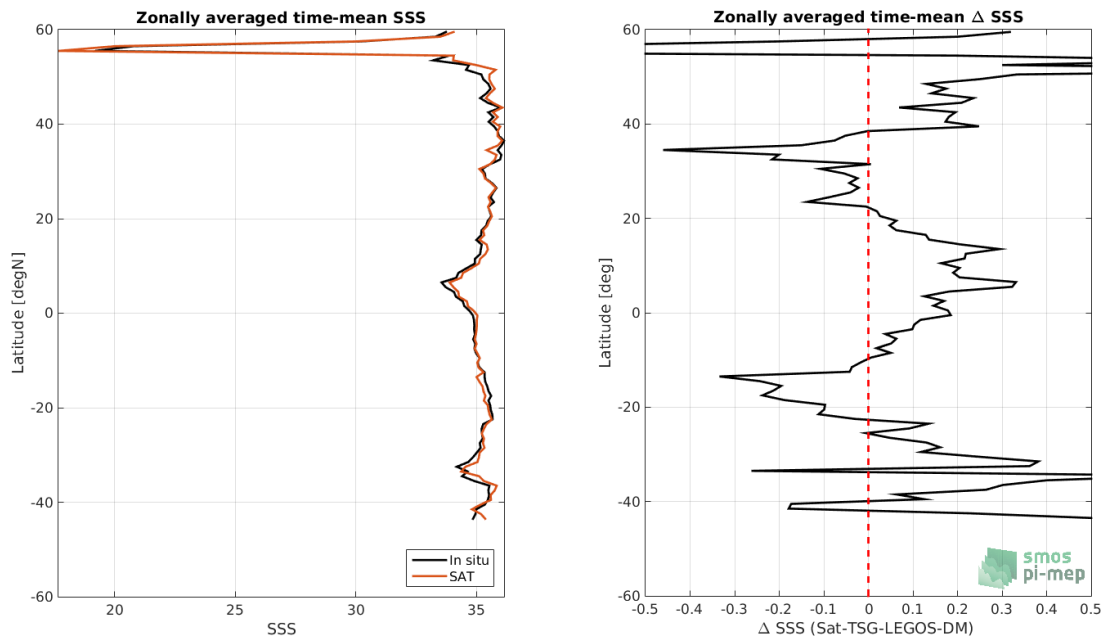 Zonally averaged time-mean SSS
60
40
20
0
-20
-40
-60
Latitude [degN]
20
25
30
35
SSS
In situ
SAT
Zonally averaged time-mean Δ SSS
60
40
20
0
-20
-40
-60
Latitude [deg]
-0.5
-0.4
-0.3
-0.2
-0.1
0
0.1
0.2
0.3
0.4
0.5
Δ SSS (Sat-TSG-LEGOS-DM)
smos
pi-mep